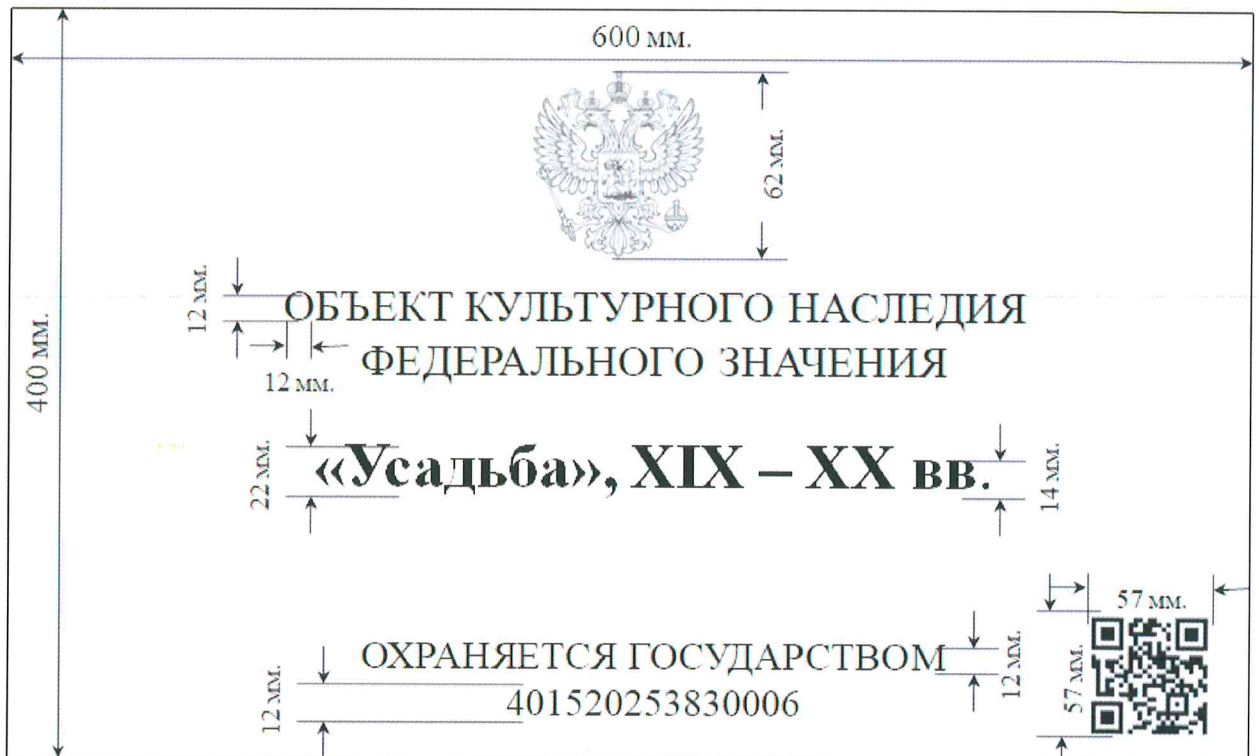 600 мм.
62 мм.
400 мм.
12 мм.
ОБЪЕКТ КУЛЬТУРНОГО НАСЛЕДИЯ
ФЕДЕРАЛЬНОГО ЗНАЧЕНИЯ
12 мм.
22 мм.
«Усадьба», XIX – XX вв.
14 мм.
57 мм.
57 мм.
ОХРАНЯЕТСЯ ГОСУДАРСТВОМ
12 мм.
12 мм.
401520253830006